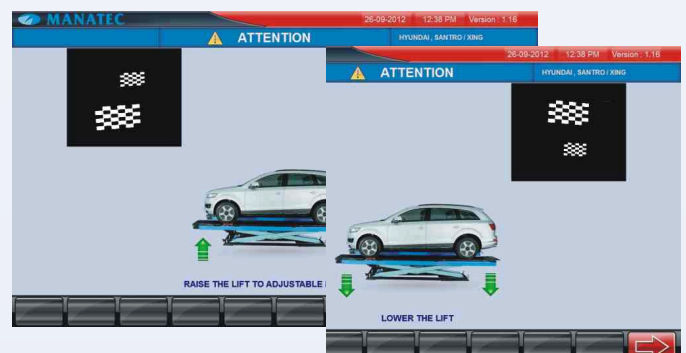 MANATEC
26-09-2012 12:38 PM Version : 1.16
ATTENTION
HYUNDAI , SANTRO / XING
RAISE THE LIFT TO ADJUSTABLE
26-09-2012 12:38 PM Version : 1.16
ATTENTION
HYUNDAI , SANTRO / XING
LOWER THE LIFT